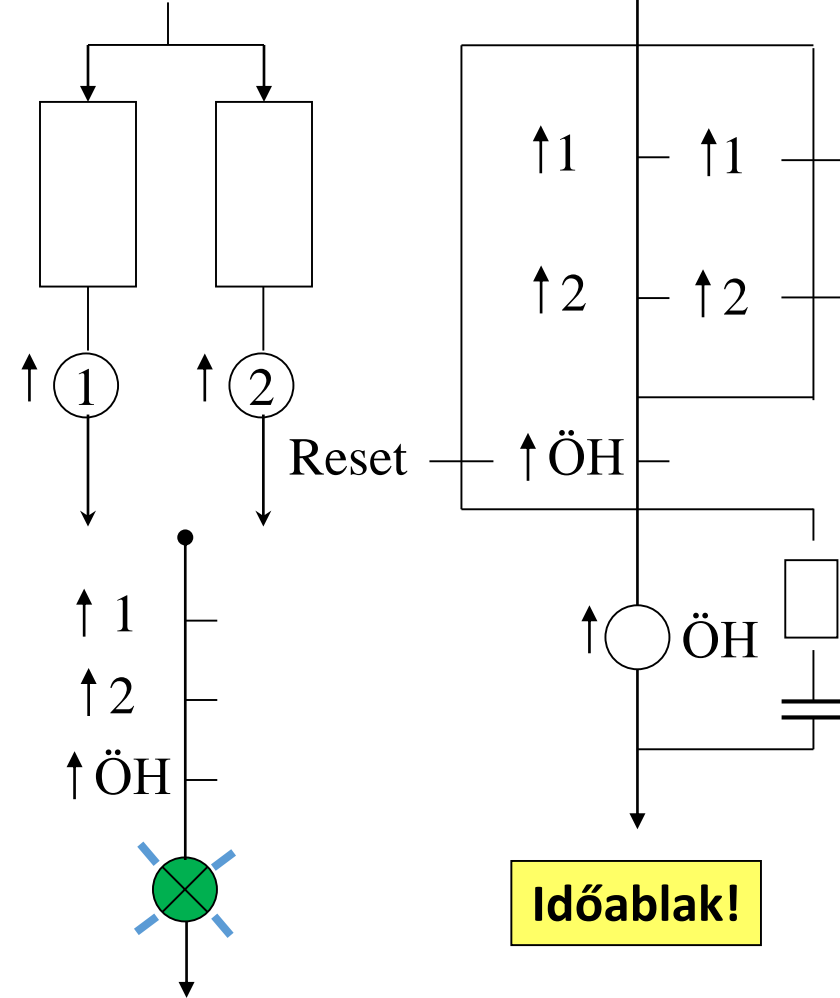 ↑1
↑1
↑2
↑2
↑ 1
↑ 2
Reset
↑ ÖH
↑ 1
↑ 2
↑ ÖH
↑ ÖH
Időablak!